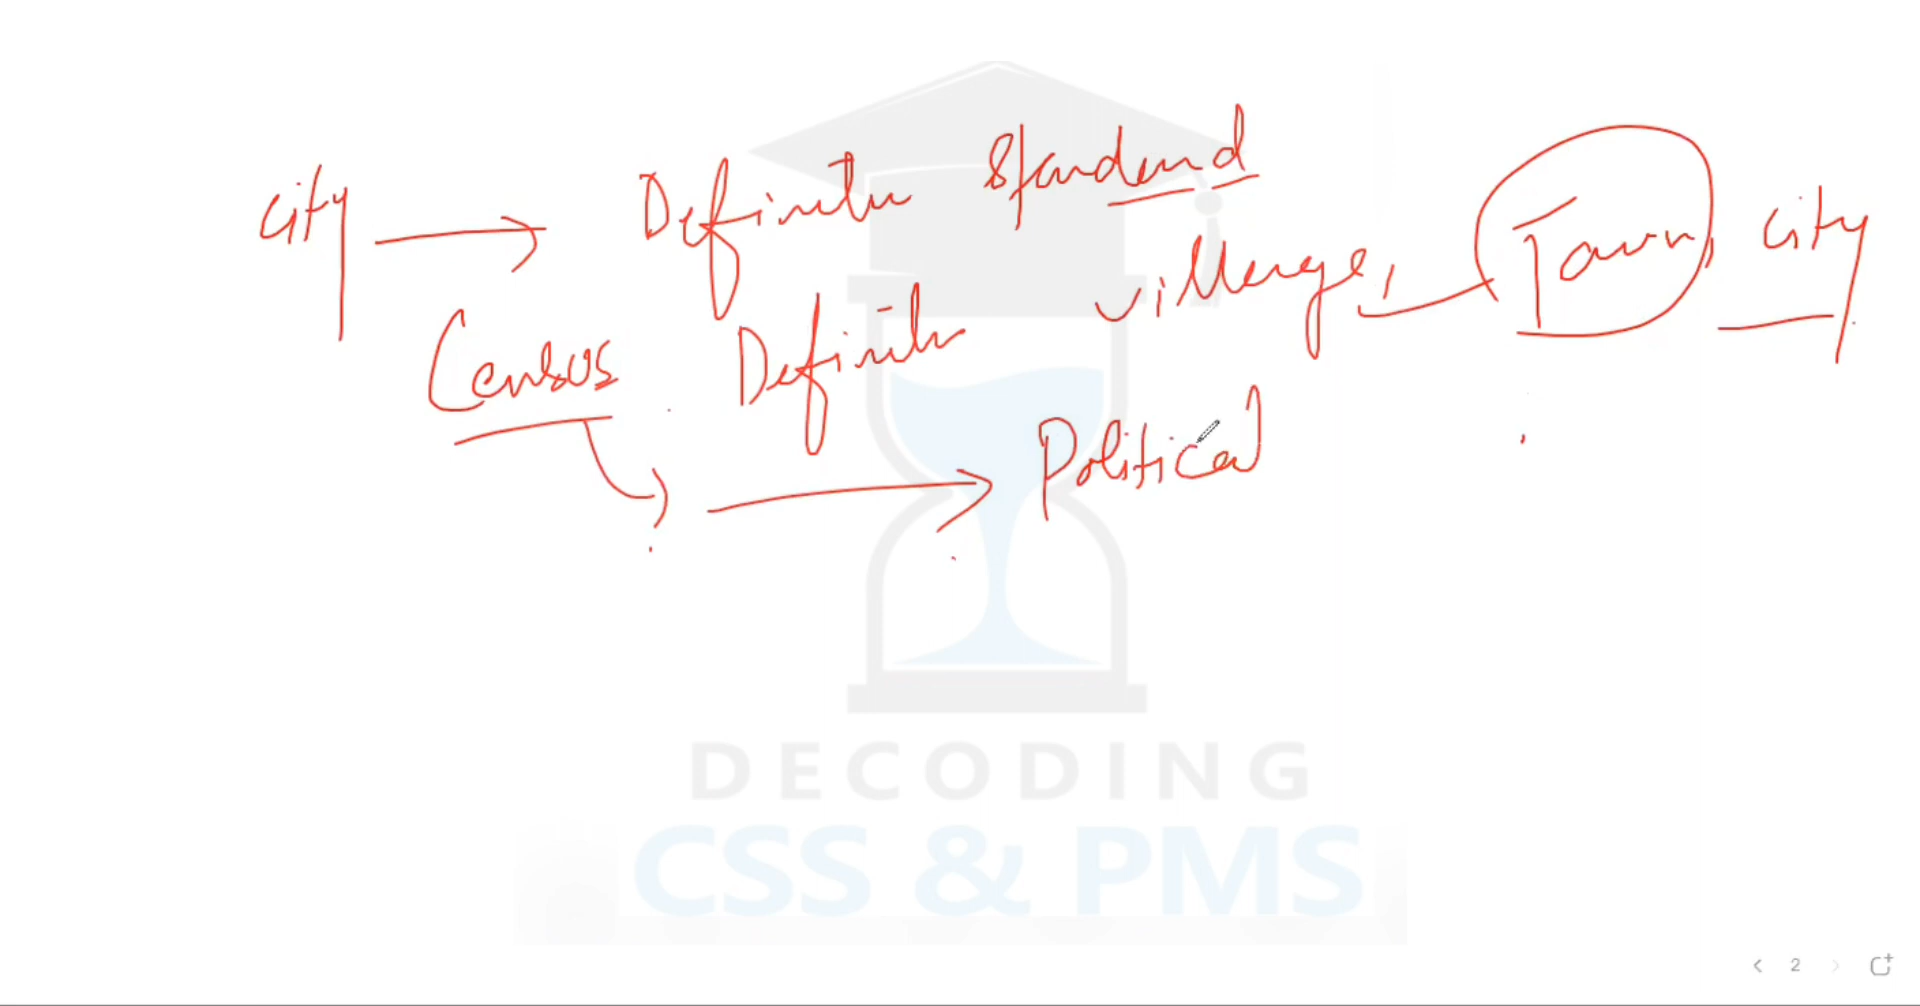 City → Definite Standard
Village, Town, City
Census Definite
→ Political
DECODING
CSS & PMS
2